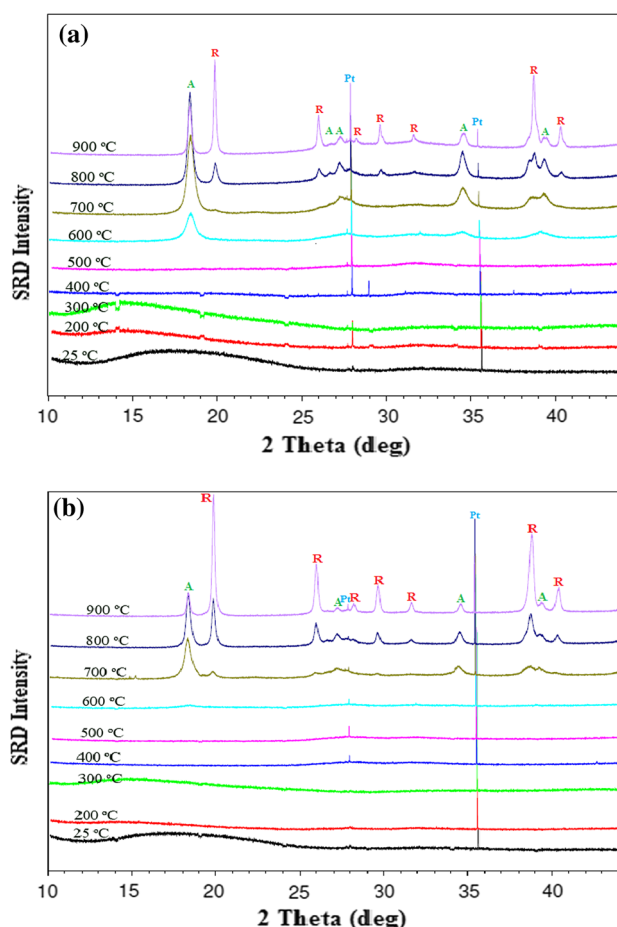 (a)
R
R
Pt
A
R
Pt
R
A A
R
R
A
A
R
900 °C
800 °C
700 °C
600 °C
500 °C
400 °C
300 °C
200 °C
25 °C
SRD Intensity
10 15 20 25 30 35 40
2 Theta (deg)
(b)
R
Pt
R
R
R
A
A
Pt
R
R
A
A
R
900 °C
800 °C
700 °C
600 °C
500 °C
400 °C
300 °C
200 °C
25 °C
SRD Intensity
10 15 20 25 30 35 40
2 Theta (deg)